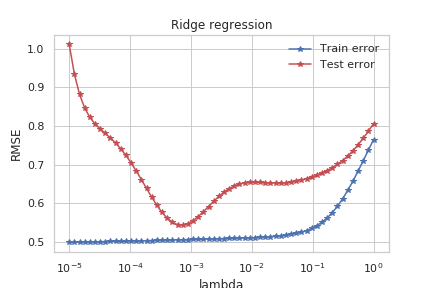 Ridge regression
Train error
Test error
RMSE
1.0
0.9
0.8
0.7
0.6
0.5
10⁻⁵
10⁻⁴
10⁻³
10⁻²
10⁻¹
10⁰
lambda